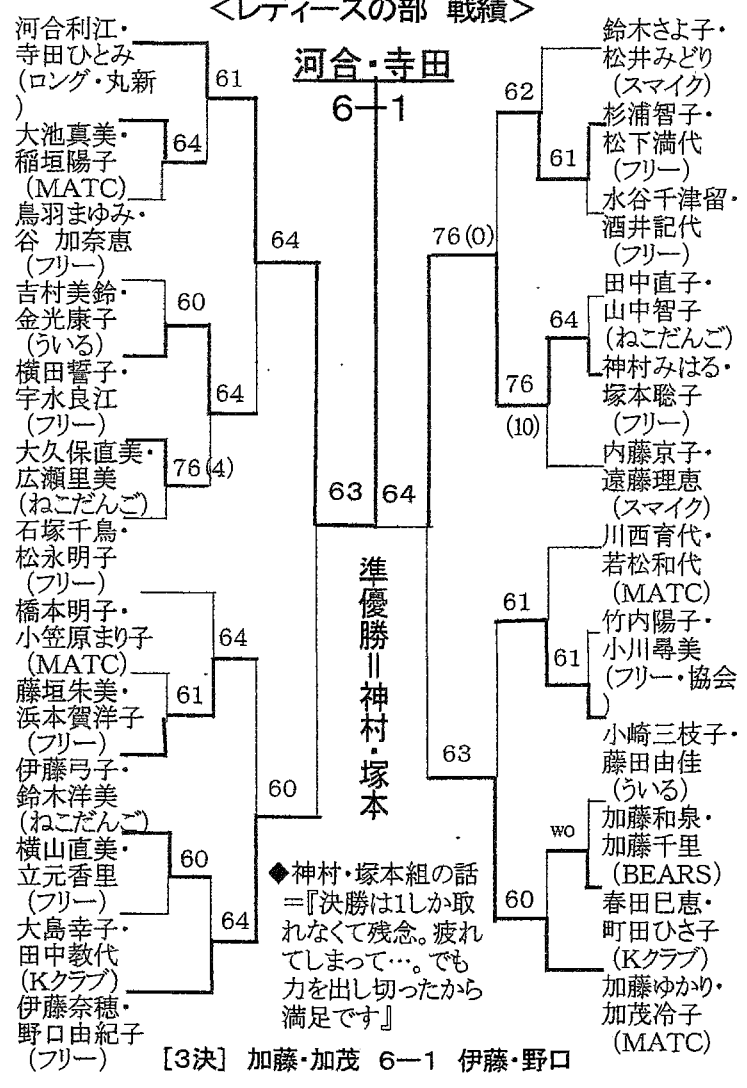 <レディースの部 戦績>
河合・寺田
6―1
河合利江・
寺田ひとみ
(ロング・丸新
)
大池真美・
稲垣陽子
(MATC)
鳥羽まゆみ・
谷 加奈恵
(フリー)
吉村美鈴・
金光康子
(ういる)
横田誓子・
宇水良江
(フリー)
大久保直美・
広瀬里美
(ねこだんご)
石塚千鳥・
松永明子
(フリー)
橋本明子・
小笠原まり子
(MATC)
藤垣朱美・
浜本賀洋子
(フリー)
伊藤弓子・
鈴木洋美
(ねこだんご)
横山直美・
立元香里
(フリー)
大島幸子・
田中教代
(Kクラブ)
伊藤奈穂・
野口由紀子
(フリー)
61
64
64
60
64
76(4)
63
64
61
60
60
64
64
準優勝=神村・塚本
62
61
76(0)
64
76
(10)
61
61
63
wo
60
鈴木さよ子・
松井みどり
(スマイク)
杉浦智子・
松下満代
(フリー)
水谷千津留・
酒井記代
(フリー)
田中直子・
山中智子
(ねこだんご)
神村みはる・
塚本聡子
(フリー)
内藤京子・
遠藤理恵
(スマイク)
川西育代・
若松和代
(MATC)
竹内陽子・
小川尋美
(フリー・協会
)
小崎三枝子・
藤田由佳
(ういる)
加藤和泉・
加藤千里
(BEARS)
春田巳恵・
町田ひさ子
(Kクラブ)
加藤ゆかり・
加茂冷子
(MATC)
◆神村・塚本組の話
=『決勝は1しか取
れなくて残念。疲れ
てしまって…。でも
力を出し切ったから
満足です』
[3決] 加藤・加茂 6―1 伊藤・野口